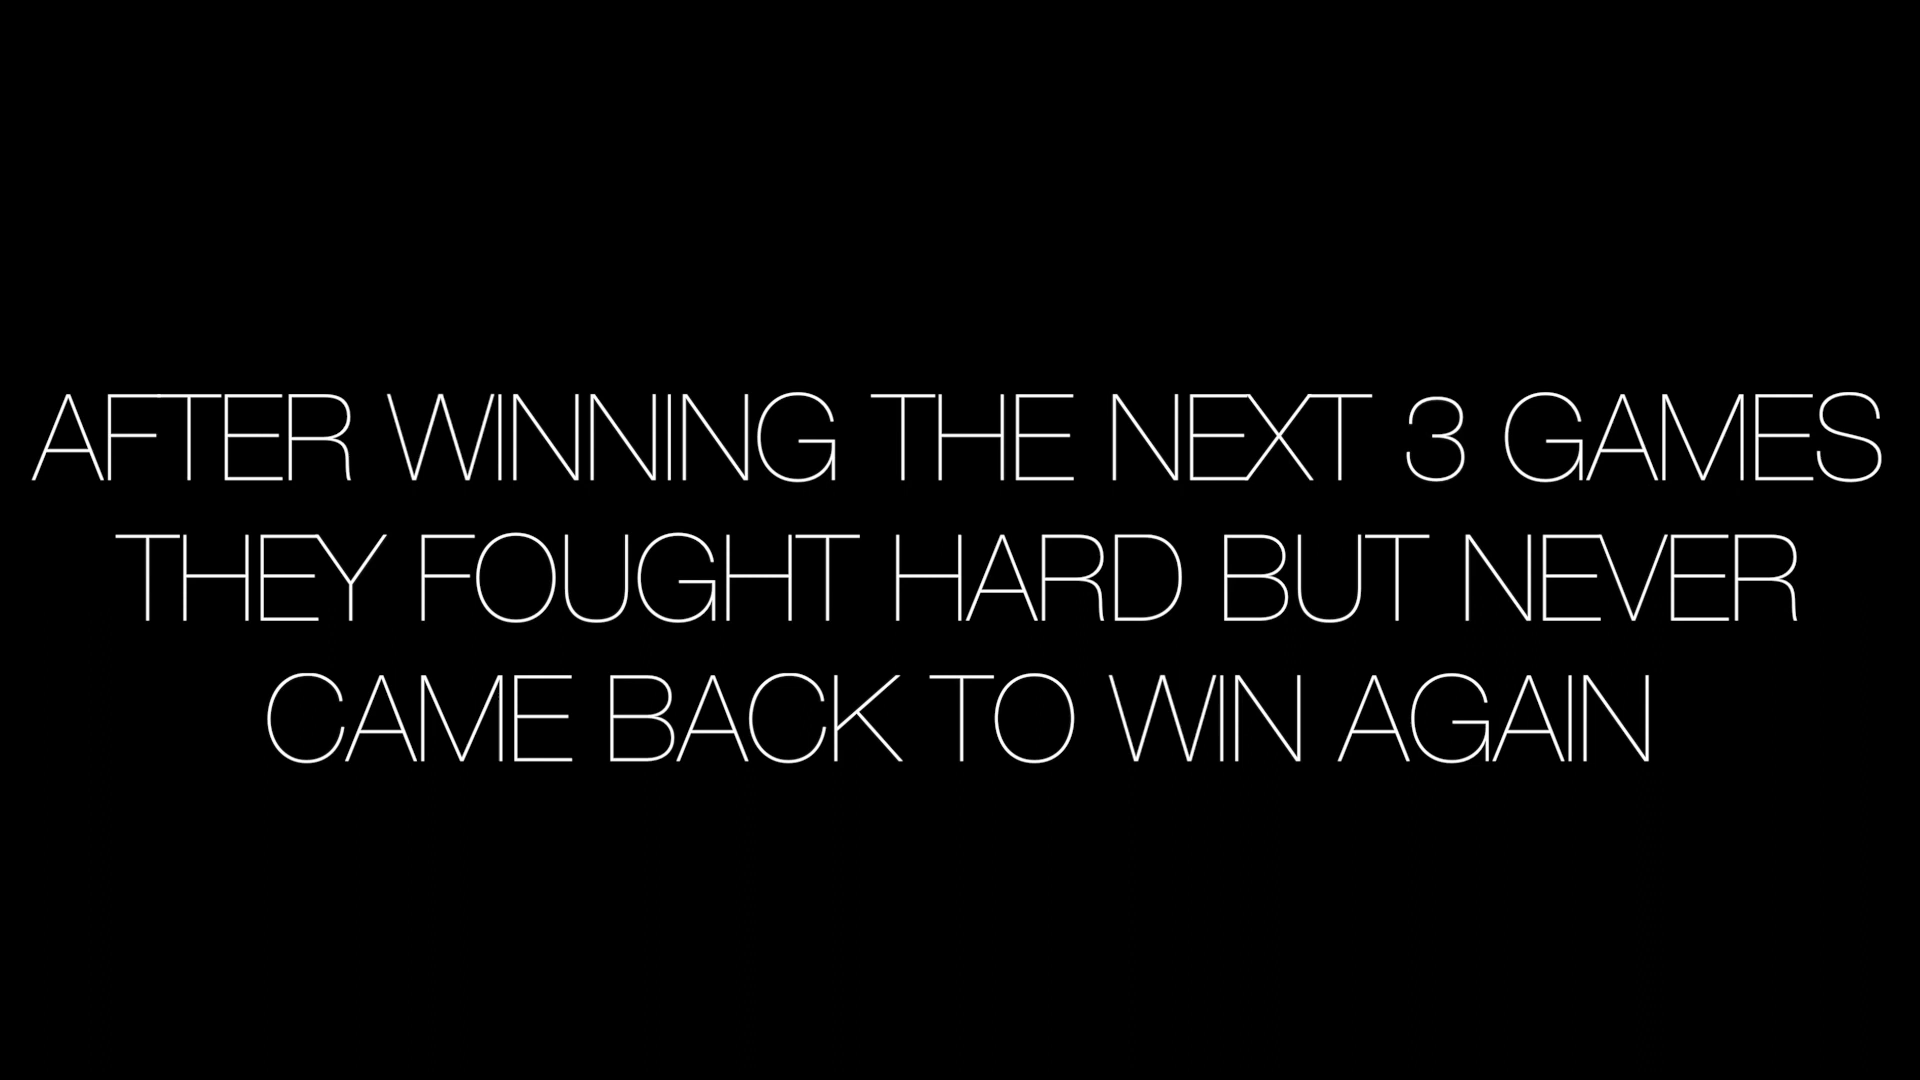 AFTER WINNING THE NEXT 3 GAMES
THEY FOUGHT HARD BUT NEVER
CAME BACK TO WIN AGAIN